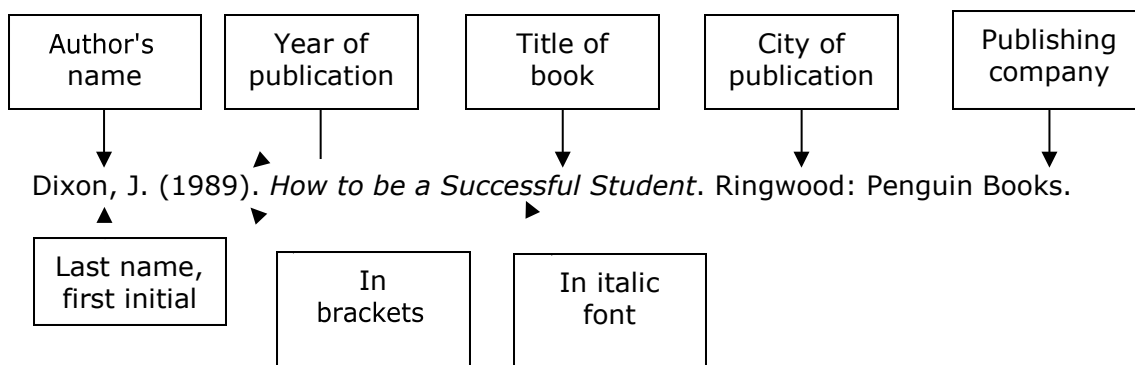 Author's
name
Year of
publication
Title of
book
City of
publication
Publishing
company
Dixon, J. (1989). How to be a Successful Student. Ringwood: Penguin Books.
Last name,
first initial
In
brackets
In italic
font